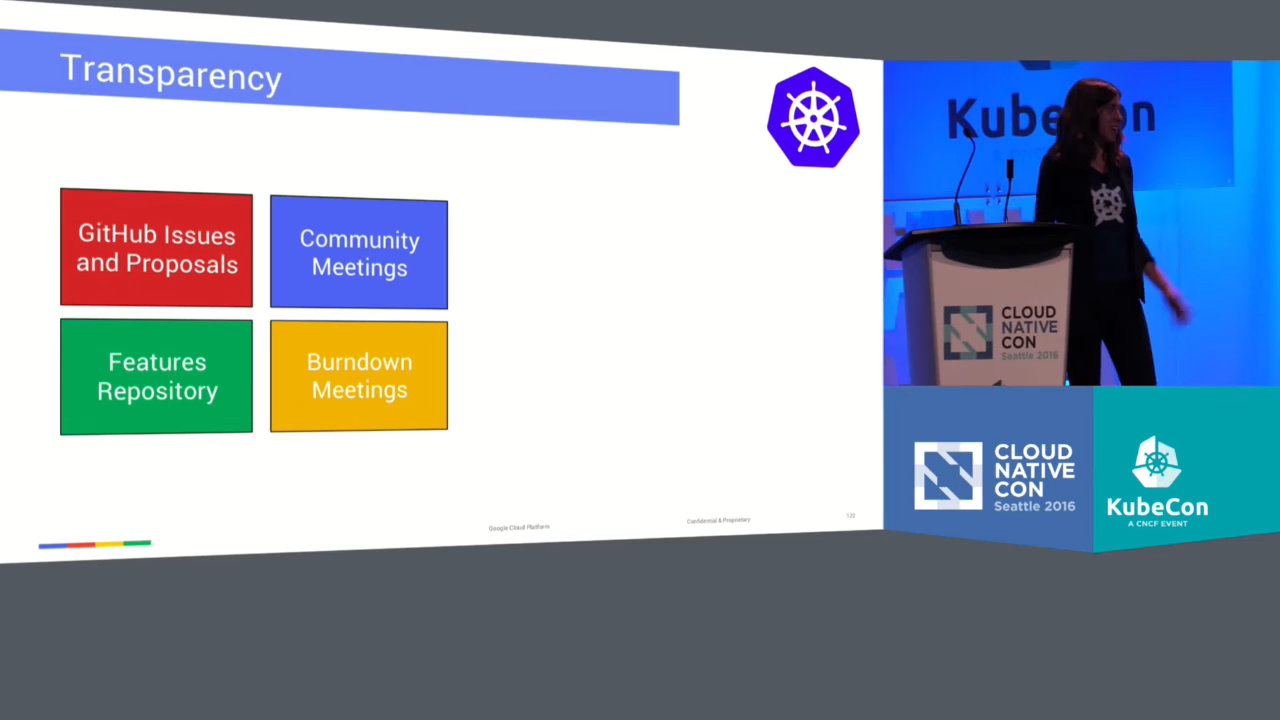 Transparency
GitHub Issues
and Proposals
Community
Meetings
Features
Repository
Burndown
Meetings
Google Cloud Platform
Confidential & Proprietary
CLOUD
NATIVE
CON
Seattle 2016
CLOUD
NATIVE
CON
Seattle 2016
KubeCon
A CNCF EVENT